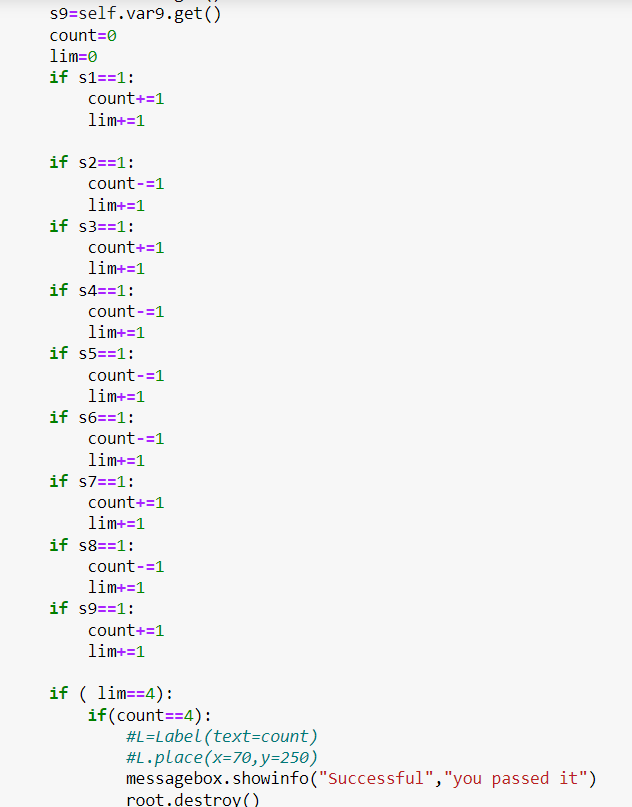 s9=self.var9.get()
count=0
lim=0
if s1==1:
    count+=1
    lim+=1

if s2==1:
    count-=1
    lim+=1
if s3==1:
    count+=1
    lim+=1
if s4==1:
    count-=1
    lim+=1
if s5==1:
    count-=1
    lim+=1
if s6==1:
    count-=1
    lim+=1
if s7==1:
    count+=1
    lim+=1
if s8==1:
    count-=1
    lim+=1
if s9==1:
    count+=1
    lim+=1

if ( lim==4):
    if(count==4):
        #L=Label(text=count)
        #L.place(x=70,y=250)
        messagebox.showinfo("Successful","you passed it")
        root.destroy()